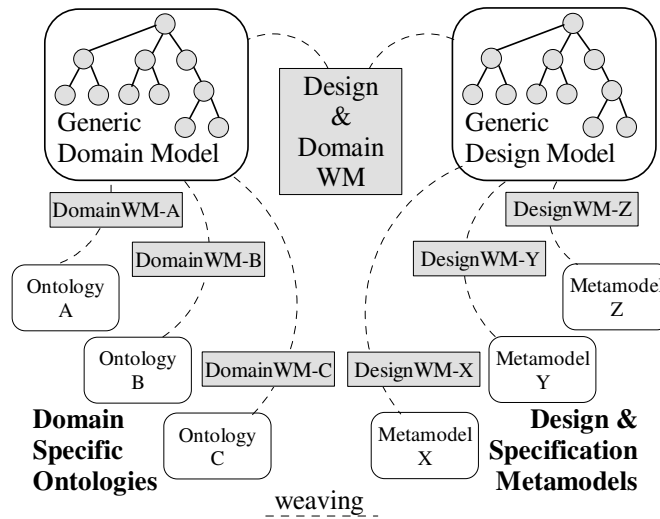 Generic
Domain Model
Design
&
Domain
WM
Generic
Design Model
DomainWM-A
DesignWM-Z
DomainWM-B
DesignWM-Y
Ontology
A
Metamodel
Z
Ontology
B
DomainWM-C
DesignWM-X
Metamodel
Y
Domain
Specific
Ontologies
Ontology
C
Metamodel
X
Design &
Specification
Metamodels
weaving